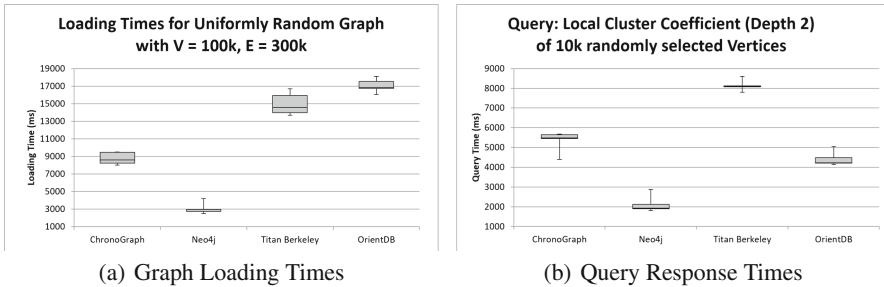 Loading Times for Uniformly Random Graph
with V = 100k, E = 300k
Loading Time (ms)
19000
17000
15000
13000
11000
9000
7000
5000
3000
1000
ChronoGraph Neo4j Titan Berkeley OrientDB
(a) Graph Loading Times
Query: Local Cluster Coefficient (Depth 2)
of 10k randomly selected Vertices
Query Time (ms)
9000
8000
7000
6000
5000
4000
3000
2000
1000
ChronoGraph Neo4j Titan Berkeley OrientDB
(b) Query Response Times